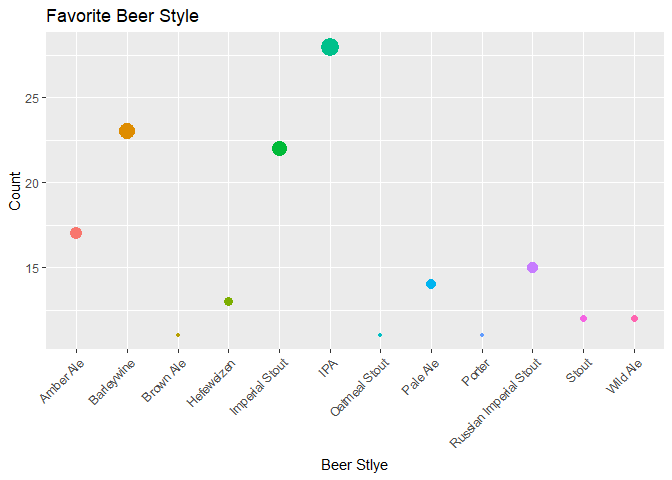 Favorite Beer Style
Count
25
20
15
Amber Ale
Barleywine
Brown Ale
Hefeweizen
Imperial Stout
IPA
Oatmeal Stout
Pale Ale
Porter
Russian Imperial Stout
Stout
Wild Ale
Beer Stlye